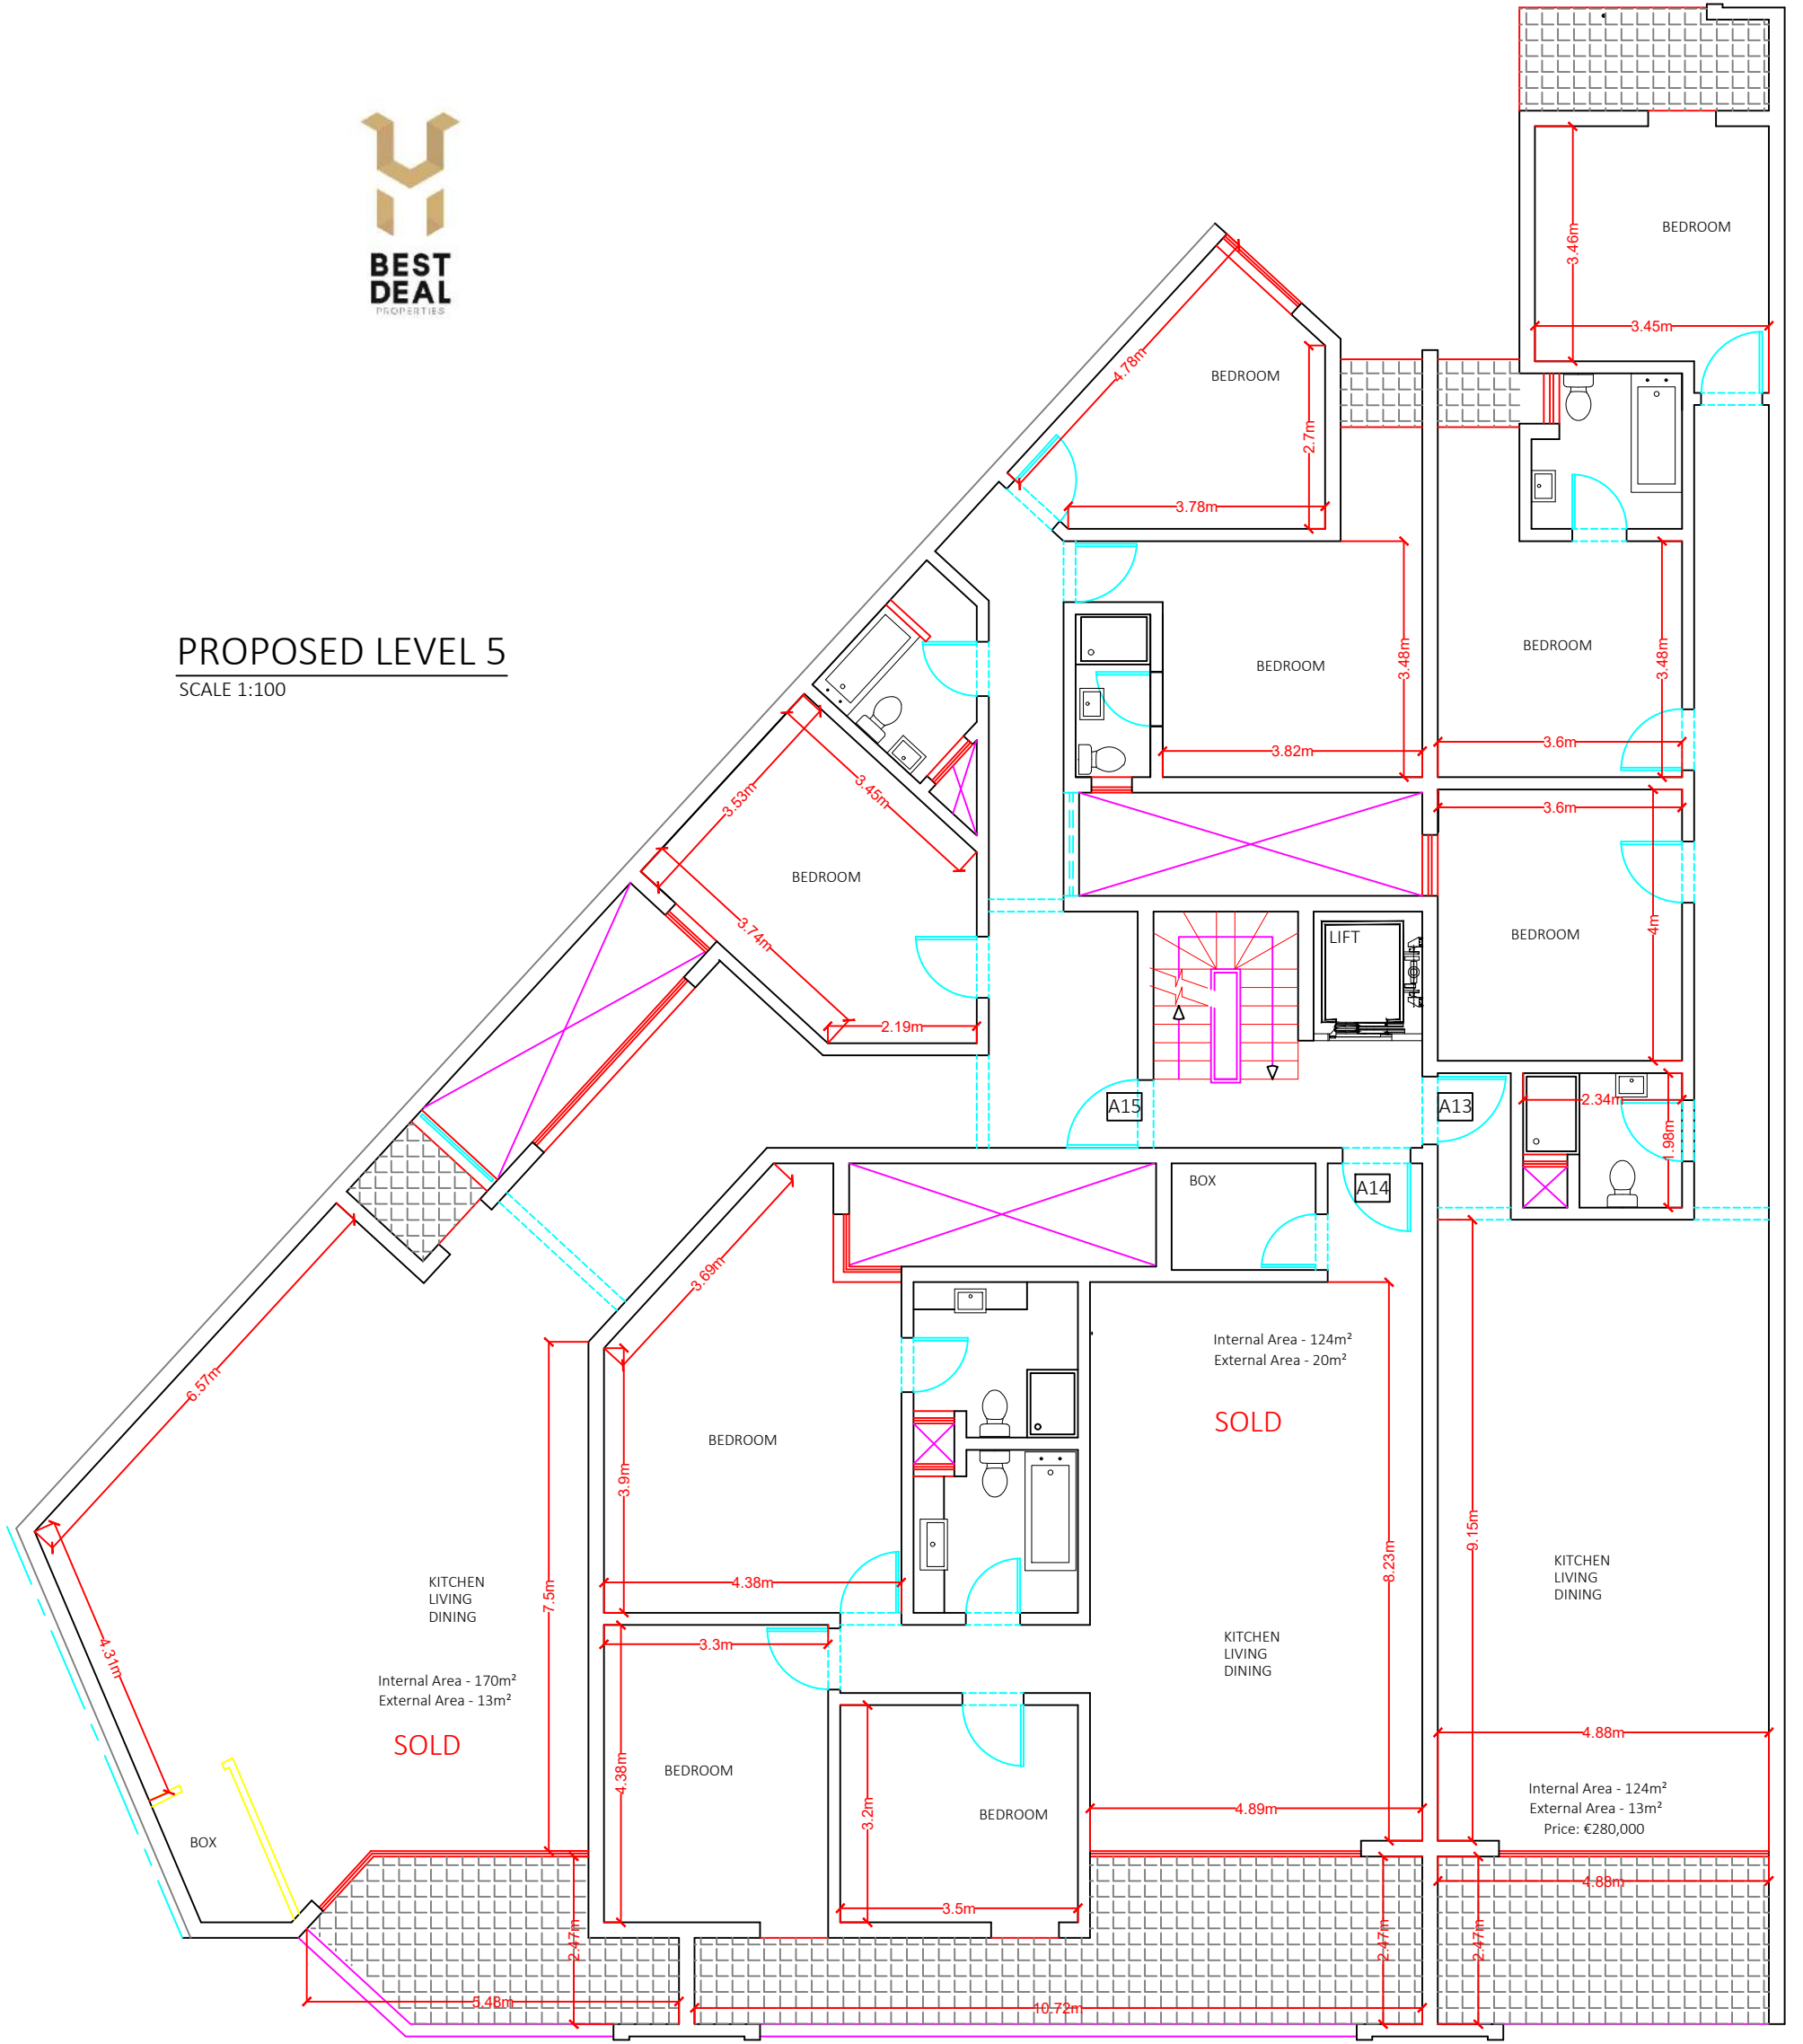 BEST
DEAL
PROPERTIES
PROPOSED LEVEL 5
SCALE 1:100
BEDROOM
3.46m
3.45m
BEDROOM
4.78m
2.7m
3.78m
BEDROOM
3.48m
3.82m
BEDROOM
3.48m
3.6m
3.6m
BEDROOM
4m
3.53m
3.45m
BEDROOM
3.74m
2.19m
LIFT
A15
A13
2.34m
1.98m
A14
BOX
3.69m
6.57m
Internal Area - 124m²
External Area - 20m²
SOLD
BEDROOM
3.9m
4.38m
7.5m
8.23m
9.15m
KITCHEN
LIVING
DINING
KITCHEN
LIVING
DINING
KITCHEN
LIVING
DINING
4.31m
Internal Area - 170m²
External Area - 13m²
SOLD
BOX
3.3m
BEDROOM
4.38m
3.2m
BEDROOM
3.5m
4.89m
4.88m
Internal Area - 124m²
External Area - 13m²
Price: €280,000
4.88m
2.47m
2.47m
2.47m
5.48m
10.72m